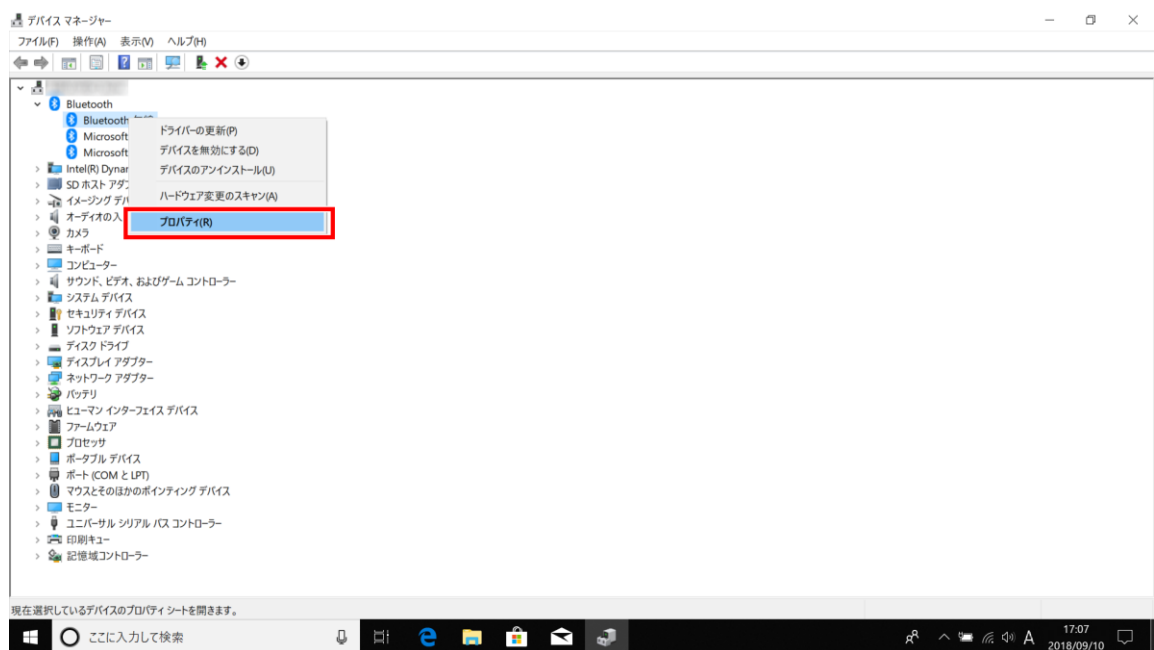 デバイス マネージャー
ファイル(F) 操作(A) 表示(V) ヘルプ(H)
Bluetooth
Bluetooth
ドライバーの更新(P)
Microsoft
デバイスを無効にする(D)
Microsoft
デバイスのアンインストール(U)
Intel(R)
SD ホスト
ハードウェア変更のスキャン(A)
イメージング
オーディオの入
プロパティ(R)
カメラ
キーボード
コンピューター
サウンド、ビデオ、およびゲーム コントローラー
システム デバイス
セキュリティ デバイス
ソフトウェア デバイス
ディスク ドライブ
ディスプレイ アダプター
ネットワーク アダプター
バッテリ
ヒューマン インターフェイス デバイス
ファームウェア
プロセッサ
ポータブル デバイス
ポート (COM と LPT)
マウスとそのほかのポインティング デバイス
モニター
ユニバーサル シリアル バス コントローラー
印刷キュー
記憶域コントローラー
現在選択しているデバイスのプロパティ シートを開きます。
ここに入力して検索
A
17:07
2018/09/10